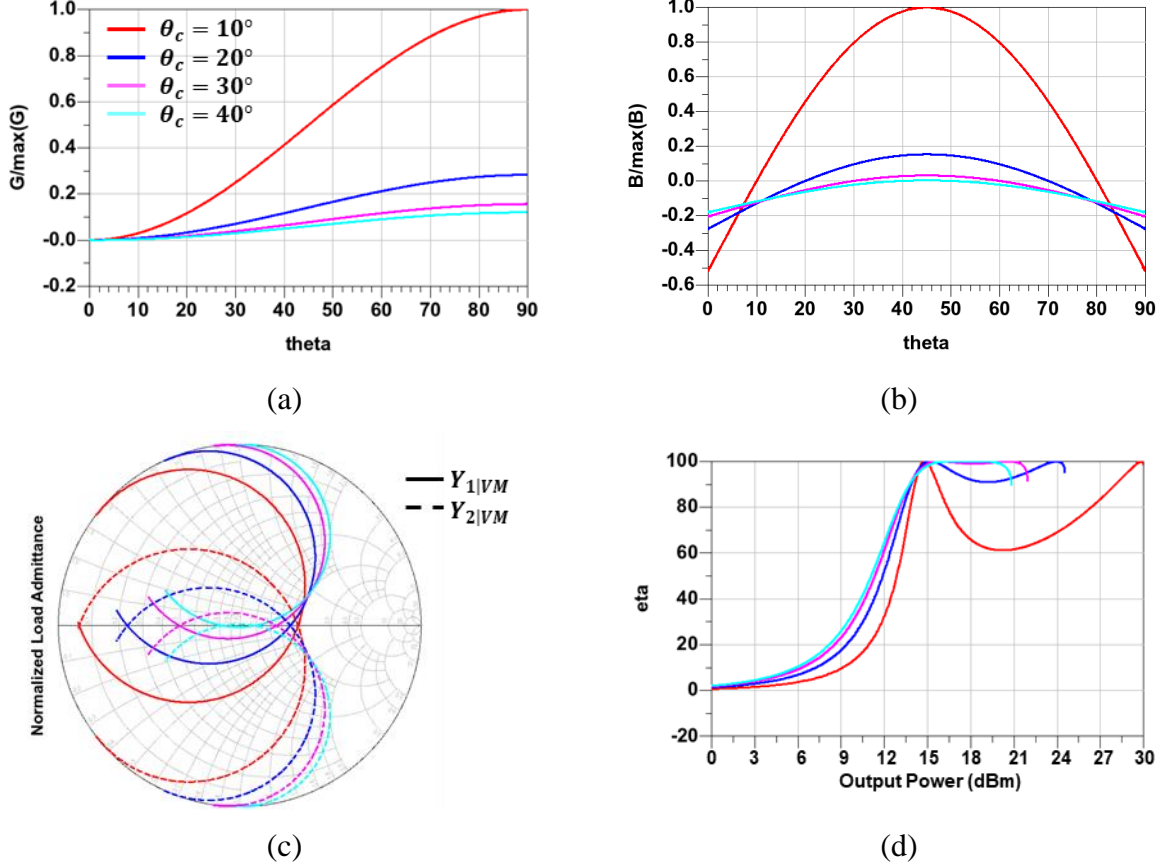 1.0
0.8
0.6
0.4
0.2
-0.0
-0.2
G/max(G)
θc = 10°
θc = 20°
θc = 30°
θc = 40°
0 10 20 30 40 50 60 70 80 90
theta
(a)
1.0
0.8
0.6
0.4
0.2
0.0
-0.2
-0.4
-0.6
B/max(B)
0 10 20 30 40 50 60 70 80 90
theta
(b)
Normalized Load Admittance
Y1|VM
Y2|VM
(c)
100
80
60
40
20
0
-20
eta
0 3 6 9 12 15 18 21 24 27 30
Output Power (dBm)
(d)